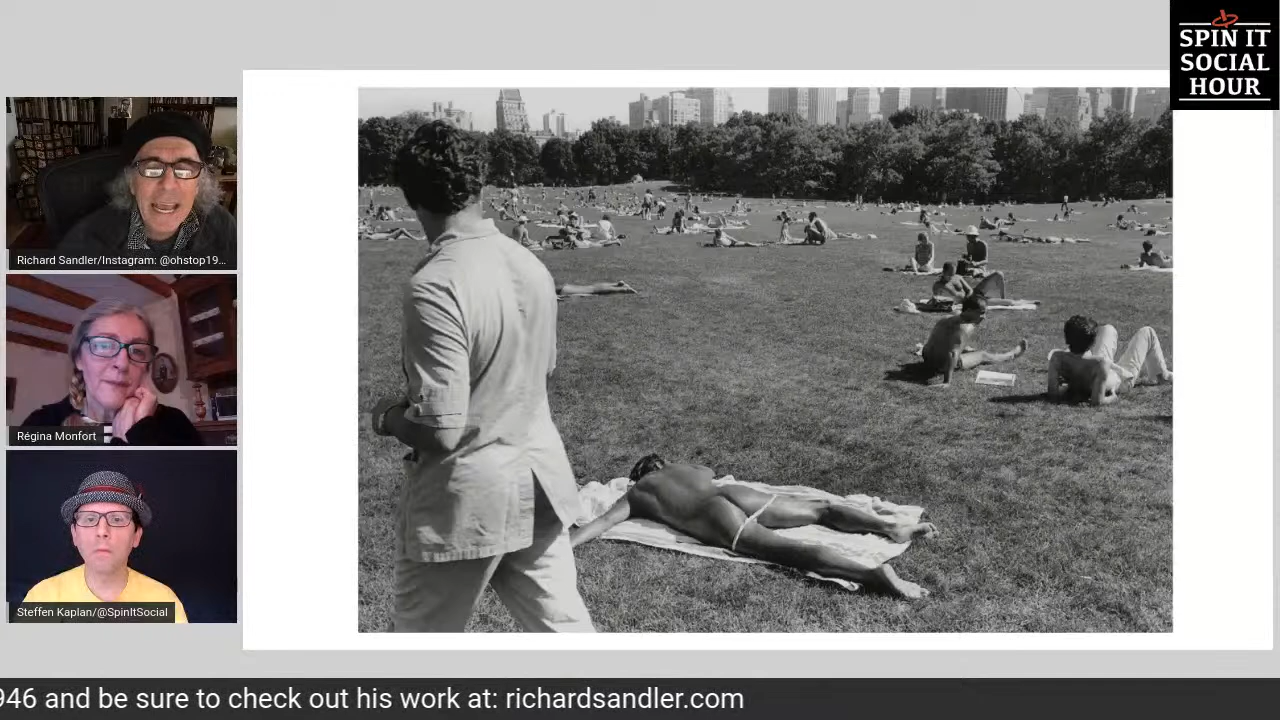 SPIN IT
SOCIAL
HOUR
Richard Sandler/Instagram: @ohstop19...
Régina Monfort
Steffen Kaplan/@SpinItSocial
946 and be sure to check out his work at: richardsandler.com